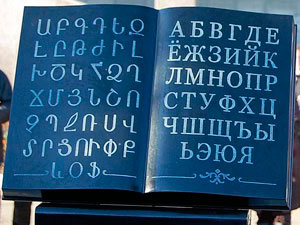 ԱԲԳԴԵԶ
ԷԸԹԺԻԼ
ԽԾԿՀՁՂ
ՃՄՅՆՇՈ
ՉՊՋՌՍՎ
ՏՐՑՒՓՔ
ևՕՖ
АБВГДЕ
ЁЖЗИЙК
ЛМНОПР
СТУФХЦ
ЧШЩЪЫ
ЬЭЮЯ